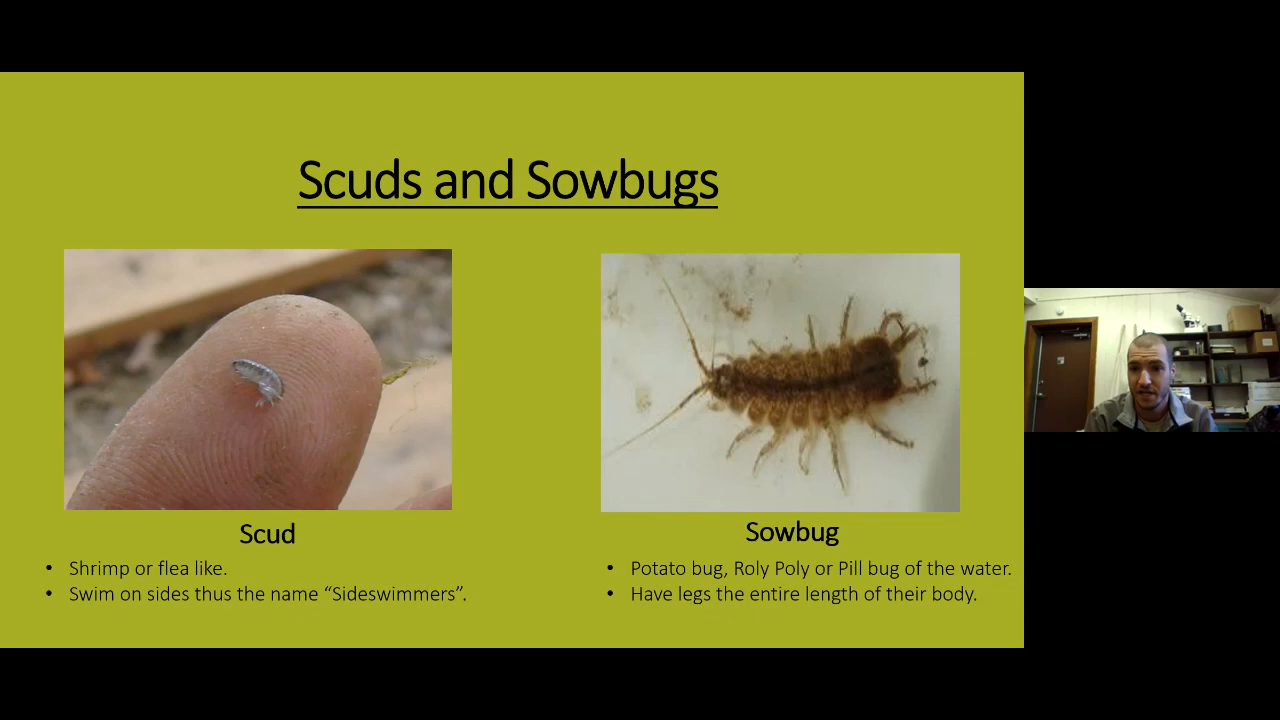 Scuds and Sowbugs
Scud
• Shrimp or flea like.
• Swim on sides thus the name “Sideswimmers”.
Sowbug
• Potato bug, Roly Poly or Pill bug of the water.
• Have legs the entire length of their body.